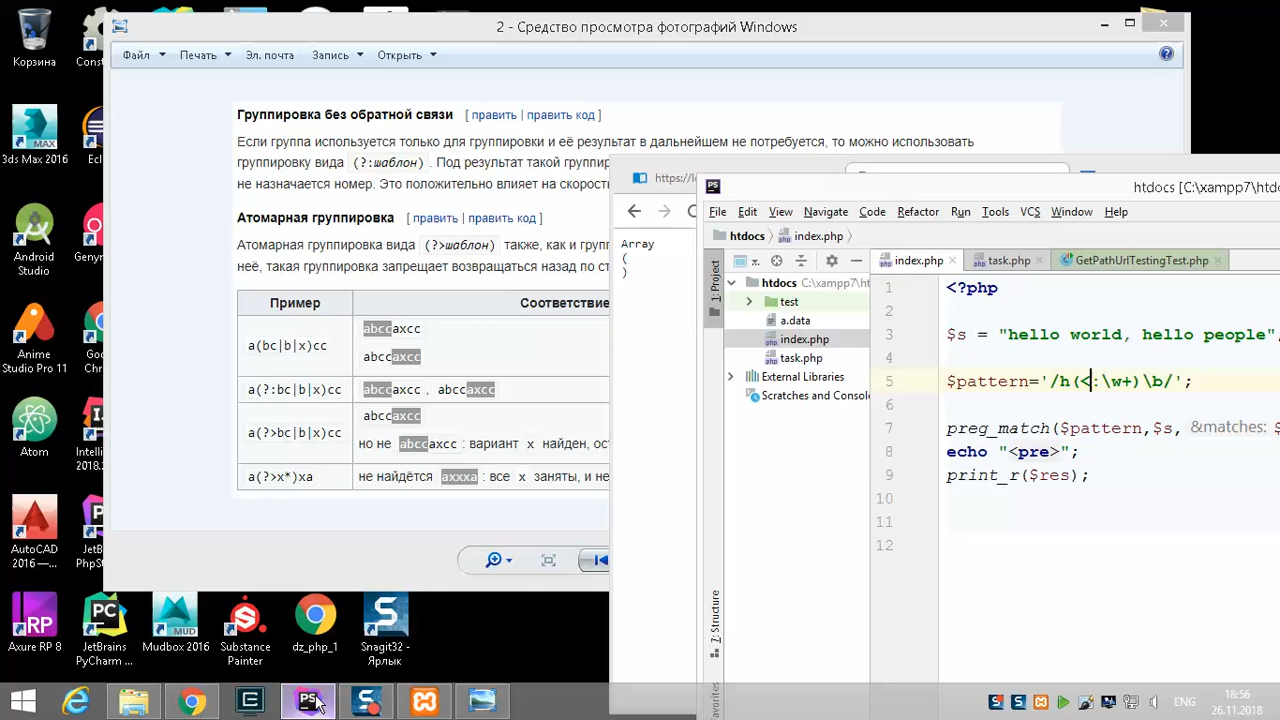 2 - Средство просмотра фотографий Windows
Файл Печать Эл. почта Запись Открыть
Группировка без обратной связи [ править | править код ]
Если группа используется только для группировки и её результат в дальнейшем не потребуется, то можно использовать
группировку вида (?:шаблон) . Под результат такой
не назначается номер. Это положительно влияет на
Атомарная группировка [ править | править код ]
Атомарная группировка вида (?>шаблон) также, как и
неё, такая группировка запрещает возвращаться назад по
Пример Соответствие
a(bc|b|x)cc
abccaxcc
abccaxcc
a(?:bc|b|x)cc abccaxcc , abccaxcc
a(?>bc|b|x)cc
abccaxcc
но не abccaxcc : вариант x найден,
a(?>x*)xa не найдётся axxxa : все x заняты, и не
https://
Array
(
)
PS
htdocs [C:\xampp7\htdo
File Edit View Navigate Code Refactor Run Tools VCS Window Help
htdocs index.php
index.php task.php GetPathUrlTestingTest.php
1: Project
htdocs C:\xampp7\ht
test
a.data
index.php
task.php
External Libraries
Scratches and Consol
7: Structure
Favorites
1 <?php
2
3 $s = "hello world, hello people"
4
5 $pattern='/h(<:\w+)\b/';
6
7 preg_match($pattern,$s, &matches:
8 echo "<pre>";
9 print_r($res);
10
11
12
Корзина
3ds Max 2016
Android
Studio
Anime
Studio Pro 11
Atom
AutoCAD
2016 —...
Axure RP 8
JetBrains
PyCharm ...
Mudbox 2016
Substance
Painter
dz_php_1
Snagit32 -
Ярлык
ENG
18:56
26.11.2018